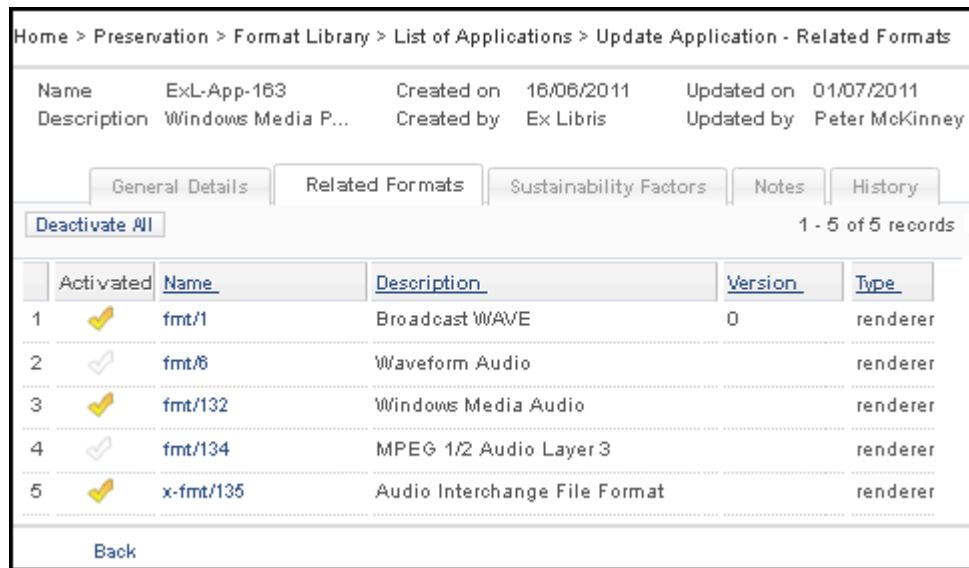 Home > Preservation > Format Library > List of Applications > Update Application - Related Formats
Name ExL-App-163 Created on 16/06/2011 Updated on 01/07/2011
Description Windows Media P... Created by Ex Libris Updated by Peter McKinney
General Details Related Formats Sustainability Factors Notes History
Deactivate All 1 - 5 of 5 records
Activated Name Description Version Type
1 fmt/1 Broadcast WAVE 0 renderer
2 fmt/6 Waveform Audio renderer
3 fmt/132 Windows Media Audio renderer
4 fmt/134 MPEG 1/2 Audio Layer 3 renderer
5 x-fmt/135 Audio Interchange File Format renderer
Back